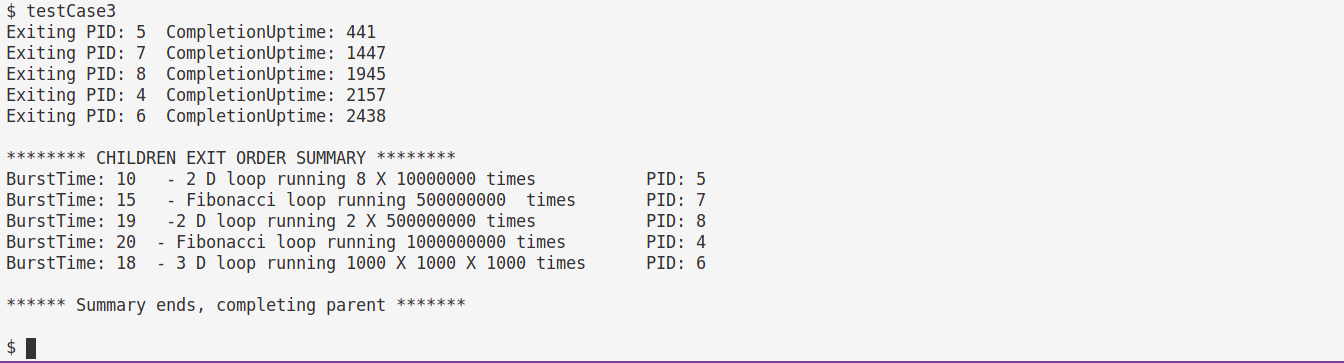 $ testCase3
Exiting PID: 5  CompletionUptime: 441
Exiting PID: 7  CompletionUptime: 1447
Exiting PID: 8  CompletionUptime: 1945
Exiting PID: 4  CompletionUptime: 2157
Exiting PID: 6  CompletionUptime: 2438
******** CHILDREN EXIT ORDER SUMMARY ********
BurstTime: 10   - 2 D loop running 8 X 10000000 times           PID: 5
BurstTime: 15   - Fibonacci loop running 500000000  times       PID: 7
BurstTime: 19   -2 D loop running 2 X 500000000 times           PID: 8
BurstTime: 20  - Fibonacci loop running 1000000000 times        PID: 4
BurstTime: 18  - 3 D loop running 1000 X 1000 X 1000 times      PID: 6
****** Summary ends, completing parent *******
$